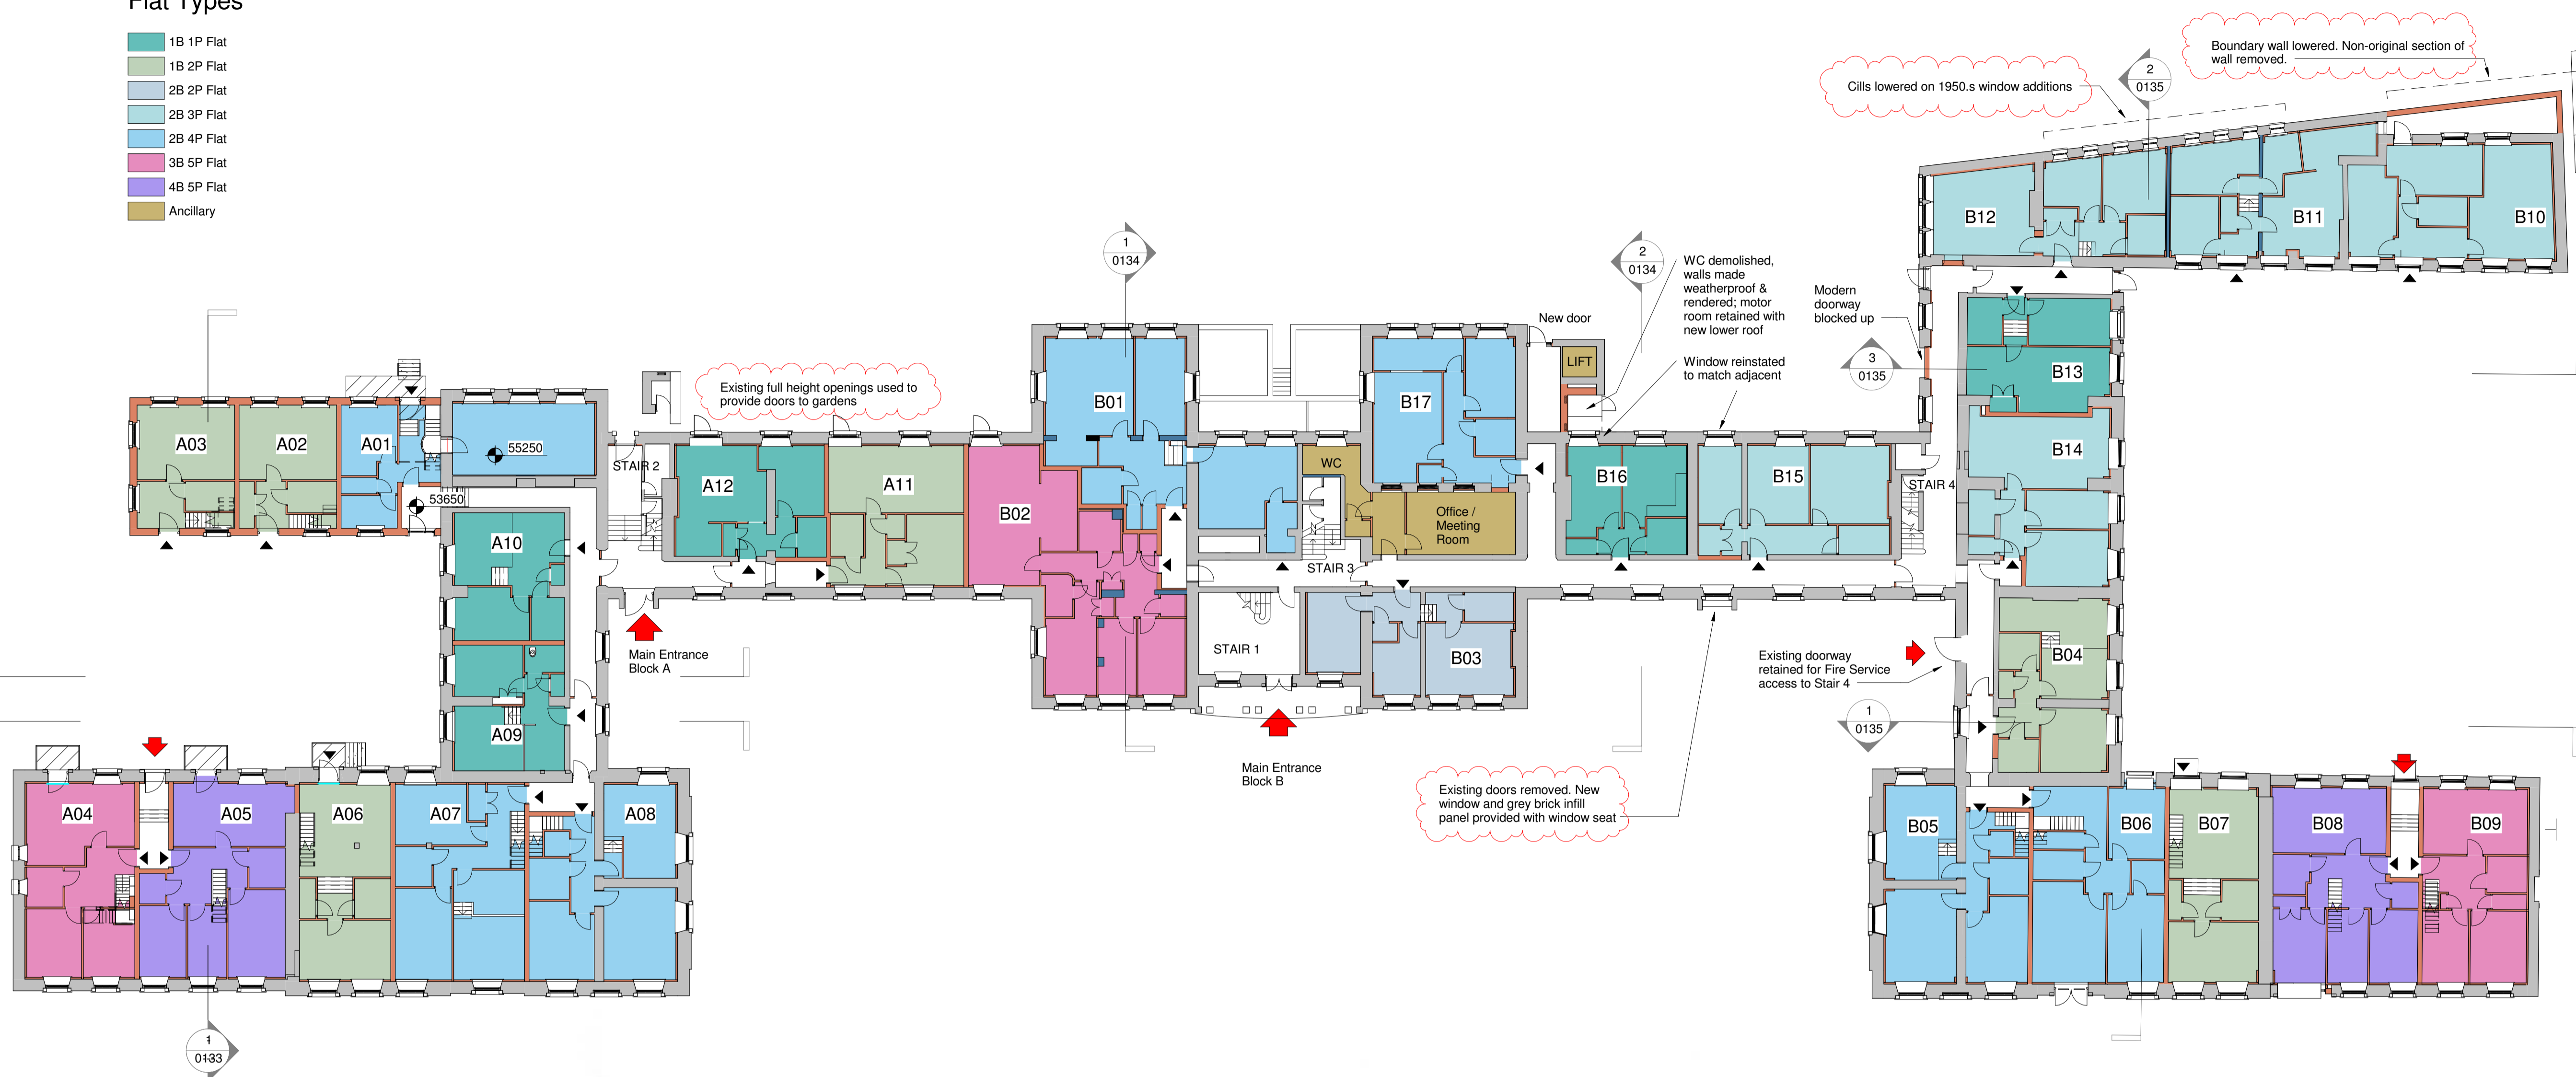 Flat Types
1B 1P Flat
1B 2P Flat
2B 2P Flat
2B 3P Flat
2B 4P Flat
3B 5P Flat
4B 5P Flat
Ancillary
Boundary wall lowered. Non-original section of
wall removed.
Cills lowered on 1950.s window additions
2
0135
B12
B11
B10
1
0134
2
0134
WC demolished,
walls made
weatherproof &
rendered; motor
room retained with
new lower roof
Window reinstated
to match adjacent
Modern
doorway
blocked up
New door
LIFT
3
0135
B13
B14
Existing full height openings used to
provide doors to gardens
A03
A02
A01
55250
53650
STAIR 2
A12
A11
B02
B01
WC
B17
Office /
Meeting
Room
B16
B15
STAIR 4
A10
A09
STAIR 3
STAIR 1
B03
B04
Main Entrance
Block A
Main Entrance
Block B
Existing doorway
retained for Fire Service
access to Stair 4
1
0135
Existing doors removed. New
window and grey brick infill
panel provided with window seat
A04
A05
A06
A07
A08
B05
B06
B07
B08
B09
1
0133